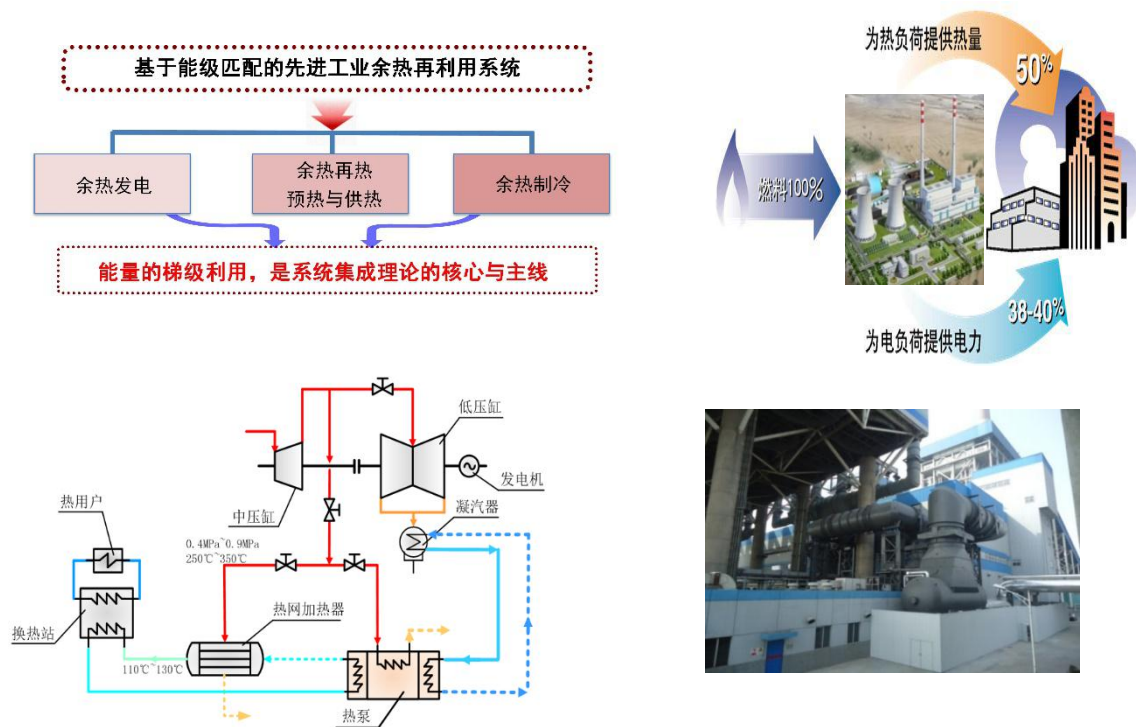 基于能级匹配的先进工业余热再利用系统
余热发电
余热再热
预热与供热
余热制冷
能量的梯级利用，是系统集成理论的核心与主线
为热负荷提供热量
50%
燃料100%
38-40%
为电负荷提供电力
低压缸
发电机
中压缸
凝汽器
热用户
0.4MPa~0.9MPa
250℃~350℃
热网加热器
换热站
110℃~130℃
热泵